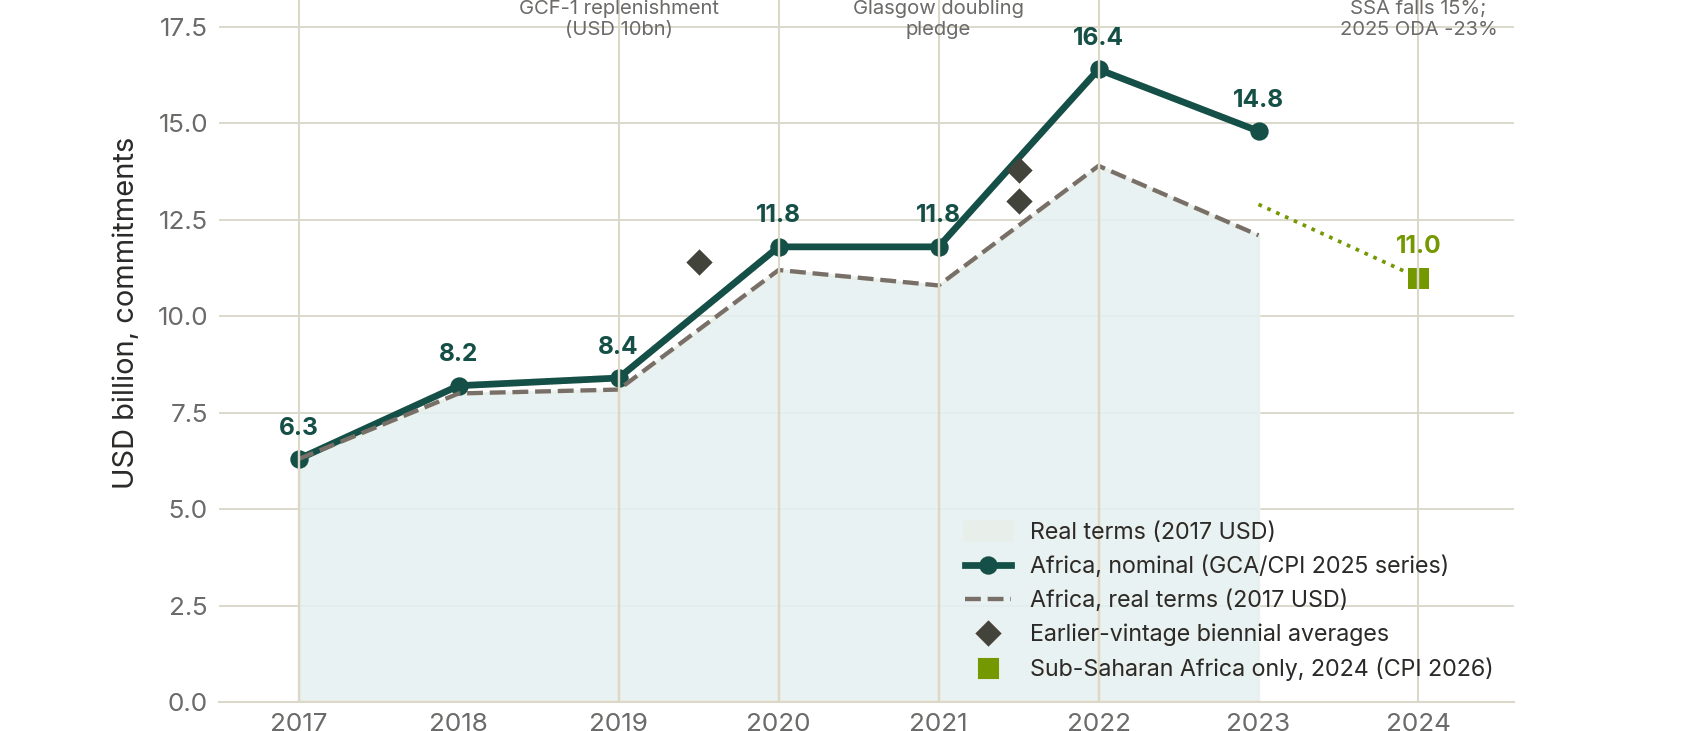 GCF-1 replenishment
(USD 10bn)
Glasgow doubling
pledge
SSA falls 15%;
2025 ODA -23%
USD billion, commitments
17.5
15.0
12.5
10.0
7.5
5.0
2.5
0.0
6.3
8.2
8.4
11.8
11.8
16.4
14.8
11.0
Real terms (2017 USD)
Africa, nominal (GCA/CPI 2025 series)
Africa, real terms (2017 USD)
Earlier-vintage biennial averages
Sub-Saharan Africa only, 2024 (CPI 2026)
2017 2018 2019 2020 2021 2022 2023 2024